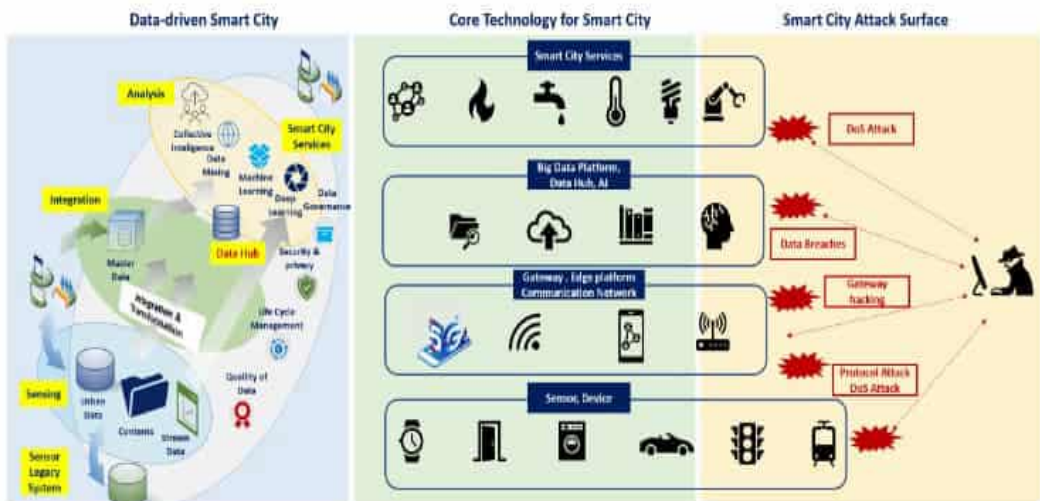 Data-driven Smart City
Core Technology for Smart City
Smart City Attack Surface
Analysis
Collective
Intelligence
Data
Mining
Machine
Learning
Deep
Learning
Smart City
Services
Data
Governance
Integration
Master
Data
Data Hub
Security &
privacy
Integration &
Transformation
Life Cycle
Management
Quality of
Data
Sensing
Urban
Data
Contents
Stream
Data
Sensor
Legacy
System
Smart City Services
Big Data Platform,
Data Hub, AI
Gateway , Edge platform
Communication Network
5G
Sensor, Device
DoS Attack
Data Breaches
Gateway
hacking
Protocol Attack
DoS Attack